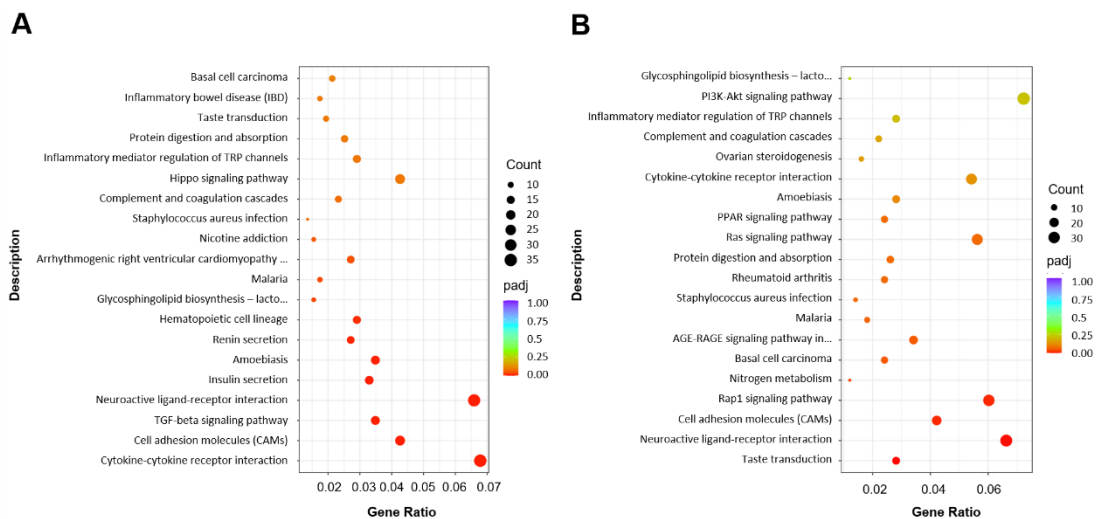 A
Basal cell carcinoma
Inflammatory bowel disease (IBD)
Taste transduction
Protein digestion and absorption
Inflammatory mediator regulation of TRP channels
Hippo signaling pathway
Complement and coagulation cascades
Staphylococcus aureus infection
Nicotine addiction
Arrhythmogenic right ventricular cardiomyopathy ...
Malaria
Glycosphingolipid biosynthesis – lacto...
Hematopoietic cell lineage
Renin secretion
Amoebiasis
Insulin secretion
Neuroactive ligand-receptor interaction
TGF-beta signaling pathway
Cell adhesion molecules (CAMs)
Cytokine-cytokine receptor interaction
Description
0.02 0.03 0.04 0.05 0.06 0.07
Gene Ratio
Count
10
15
20
25
30
35
padj
1.00
0.75
0.50
0.25
0.00
B
Glycosphingolipid biosynthesis – lacto...
PI3K-Akt signaling pathway
Inflammatory mediator regulation of TRP channels
Complement and coagulation cascades
Ovarian steroidogenesis
Cytokine-cytokine receptor interaction
Amoebiasis
PPAR signaling pathway
Ras signaling pathway
Protein digestion and absorption
Rheumatoid arthritis
Staphylococcus aureus infection
Malaria
AGE-RAGE signaling pathway in...
Basal cell carcinoma
Nitrogen metabolism
Rap1 signaling pathway
Cell adhesion molecules (CAMs)
Neuroactive ligand-receptor interaction
Taste transduction
Description
0.02 0.04 0.06
Gene Ratio
Count
10
20
30
padj
1.00
0.75
0.50
0.25
0.00